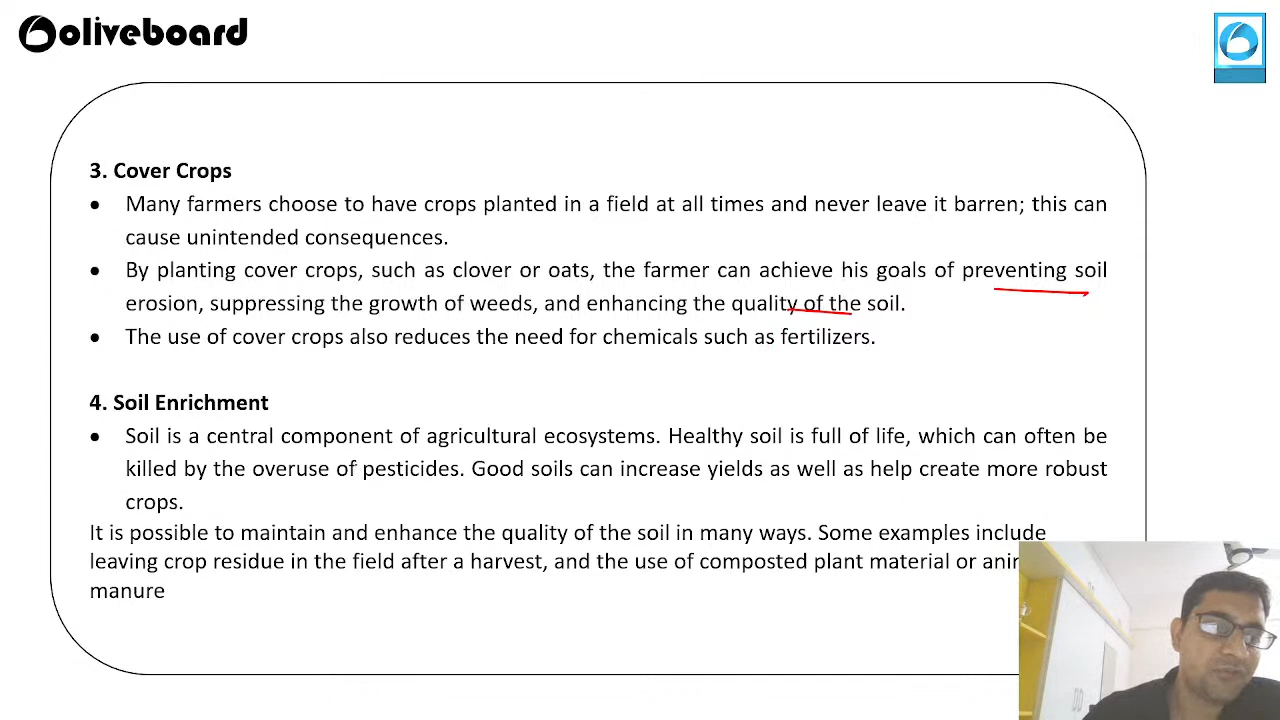 oliveboard
3. Cover Crops
• Many farmers choose to have crops planted in a field at all times and never leave it barren; this can
cause unintended consequences.
• By planting cover crops, such as clover or oats, the farmer can achieve his goals of preventing soil
erosion, suppressing the growth of weeds, and enhancing the quality of the soil.
• The use of cover crops also reduces the need for chemicals such as fertilizers.
4. Soil Enrichment
• Soil is a central component of agricultural ecosystems. Healthy soil is full of life, which can often be
killed by the overuse of pesticides. Good soils can increase yields as well as help create more robust
crops.
It is possible to maintain and enhance the quality of the soil in many ways. Some examples include
leaving crop residue in the field after a harvest, and the use of composted plant material or
manure